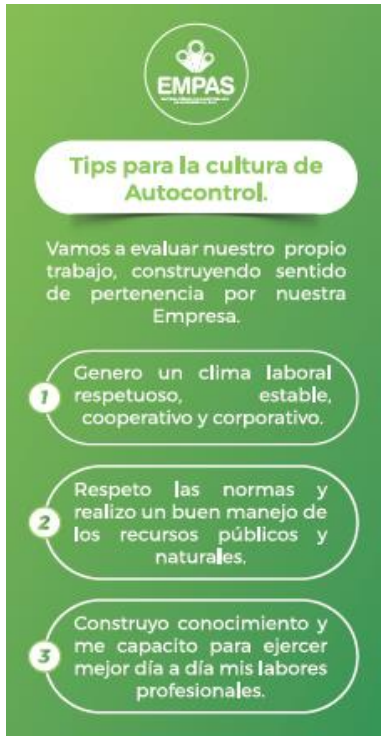 EMPAS
Tips para la cultura de
Autocontrol.
Vamos a evaluar nuestro propio
trabajo, construyendo sentido
de pertenencia por nuestra
Empresa.
1
Genero un clima laboral
respetuoso, estable,
cooperativo y corporativo.
2
Respeto las normas y
realizo un buen manejo de
los recursos públicos y
naturales.
3
Construyo conocimiento y
me capacito para ejercer
mejor día a día mis labores
profesionales.